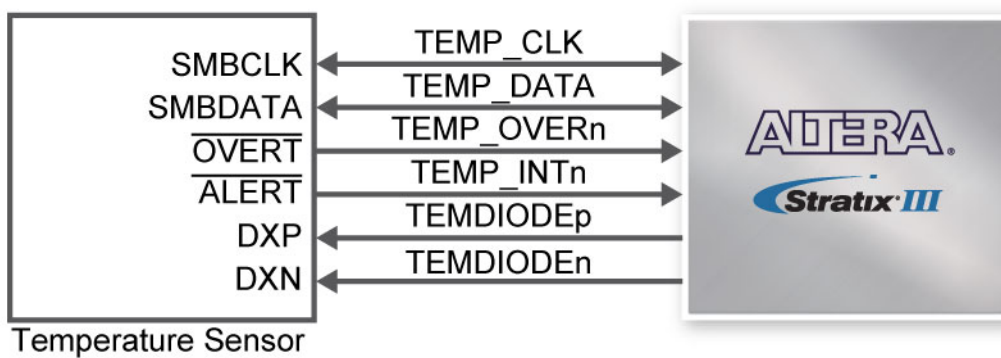 SMBCLK TEMP_CLK
SMBDATA TEMP_DATA
OVERT TEMP_OVERn
ALERT TEMP_INTn
DXP TEMDIODEp
DXN TEMDIODEn
Temperature Sensor
ALTERA®
Stratix® III